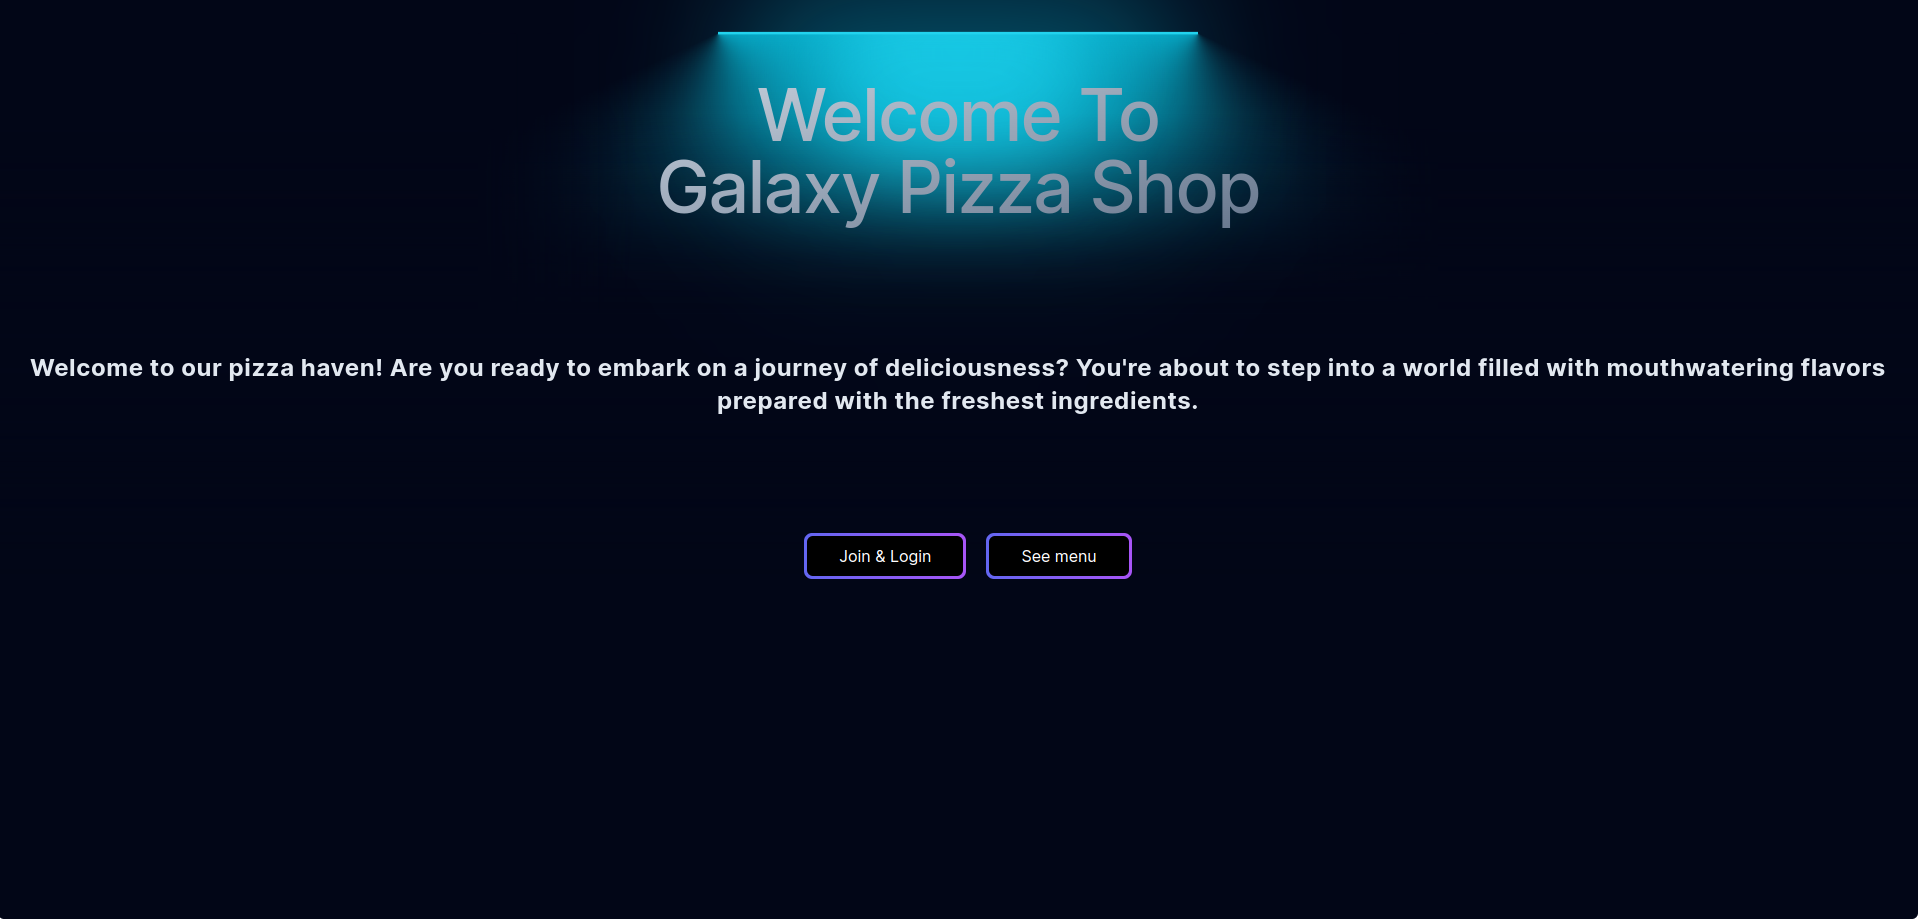 Welcome To
Galaxy Pizza Shop
Welcome to our pizza haven! Are you ready to embark on a journey of deliciousness? You're about to step into a world filled with mouthwatering flavors
prepared with the freshest ingredients.
Join & Login
See menu